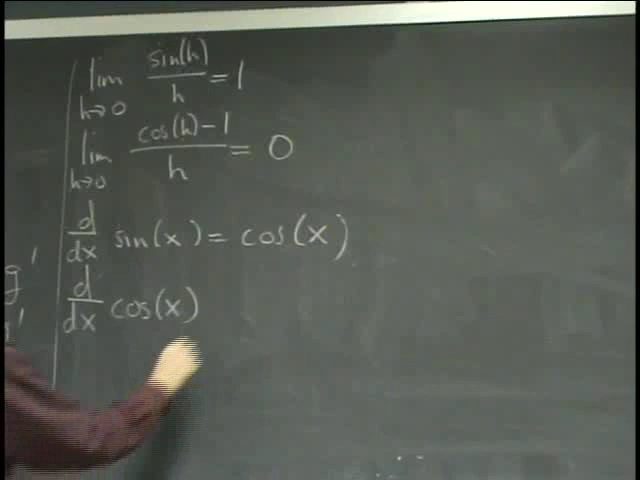 lim h→0 sin(h)/h = 1
lim h→0 cos(h) - 1/h = 0
d/dx sin(x) = cos(x)
g'
d/dx cos(x)